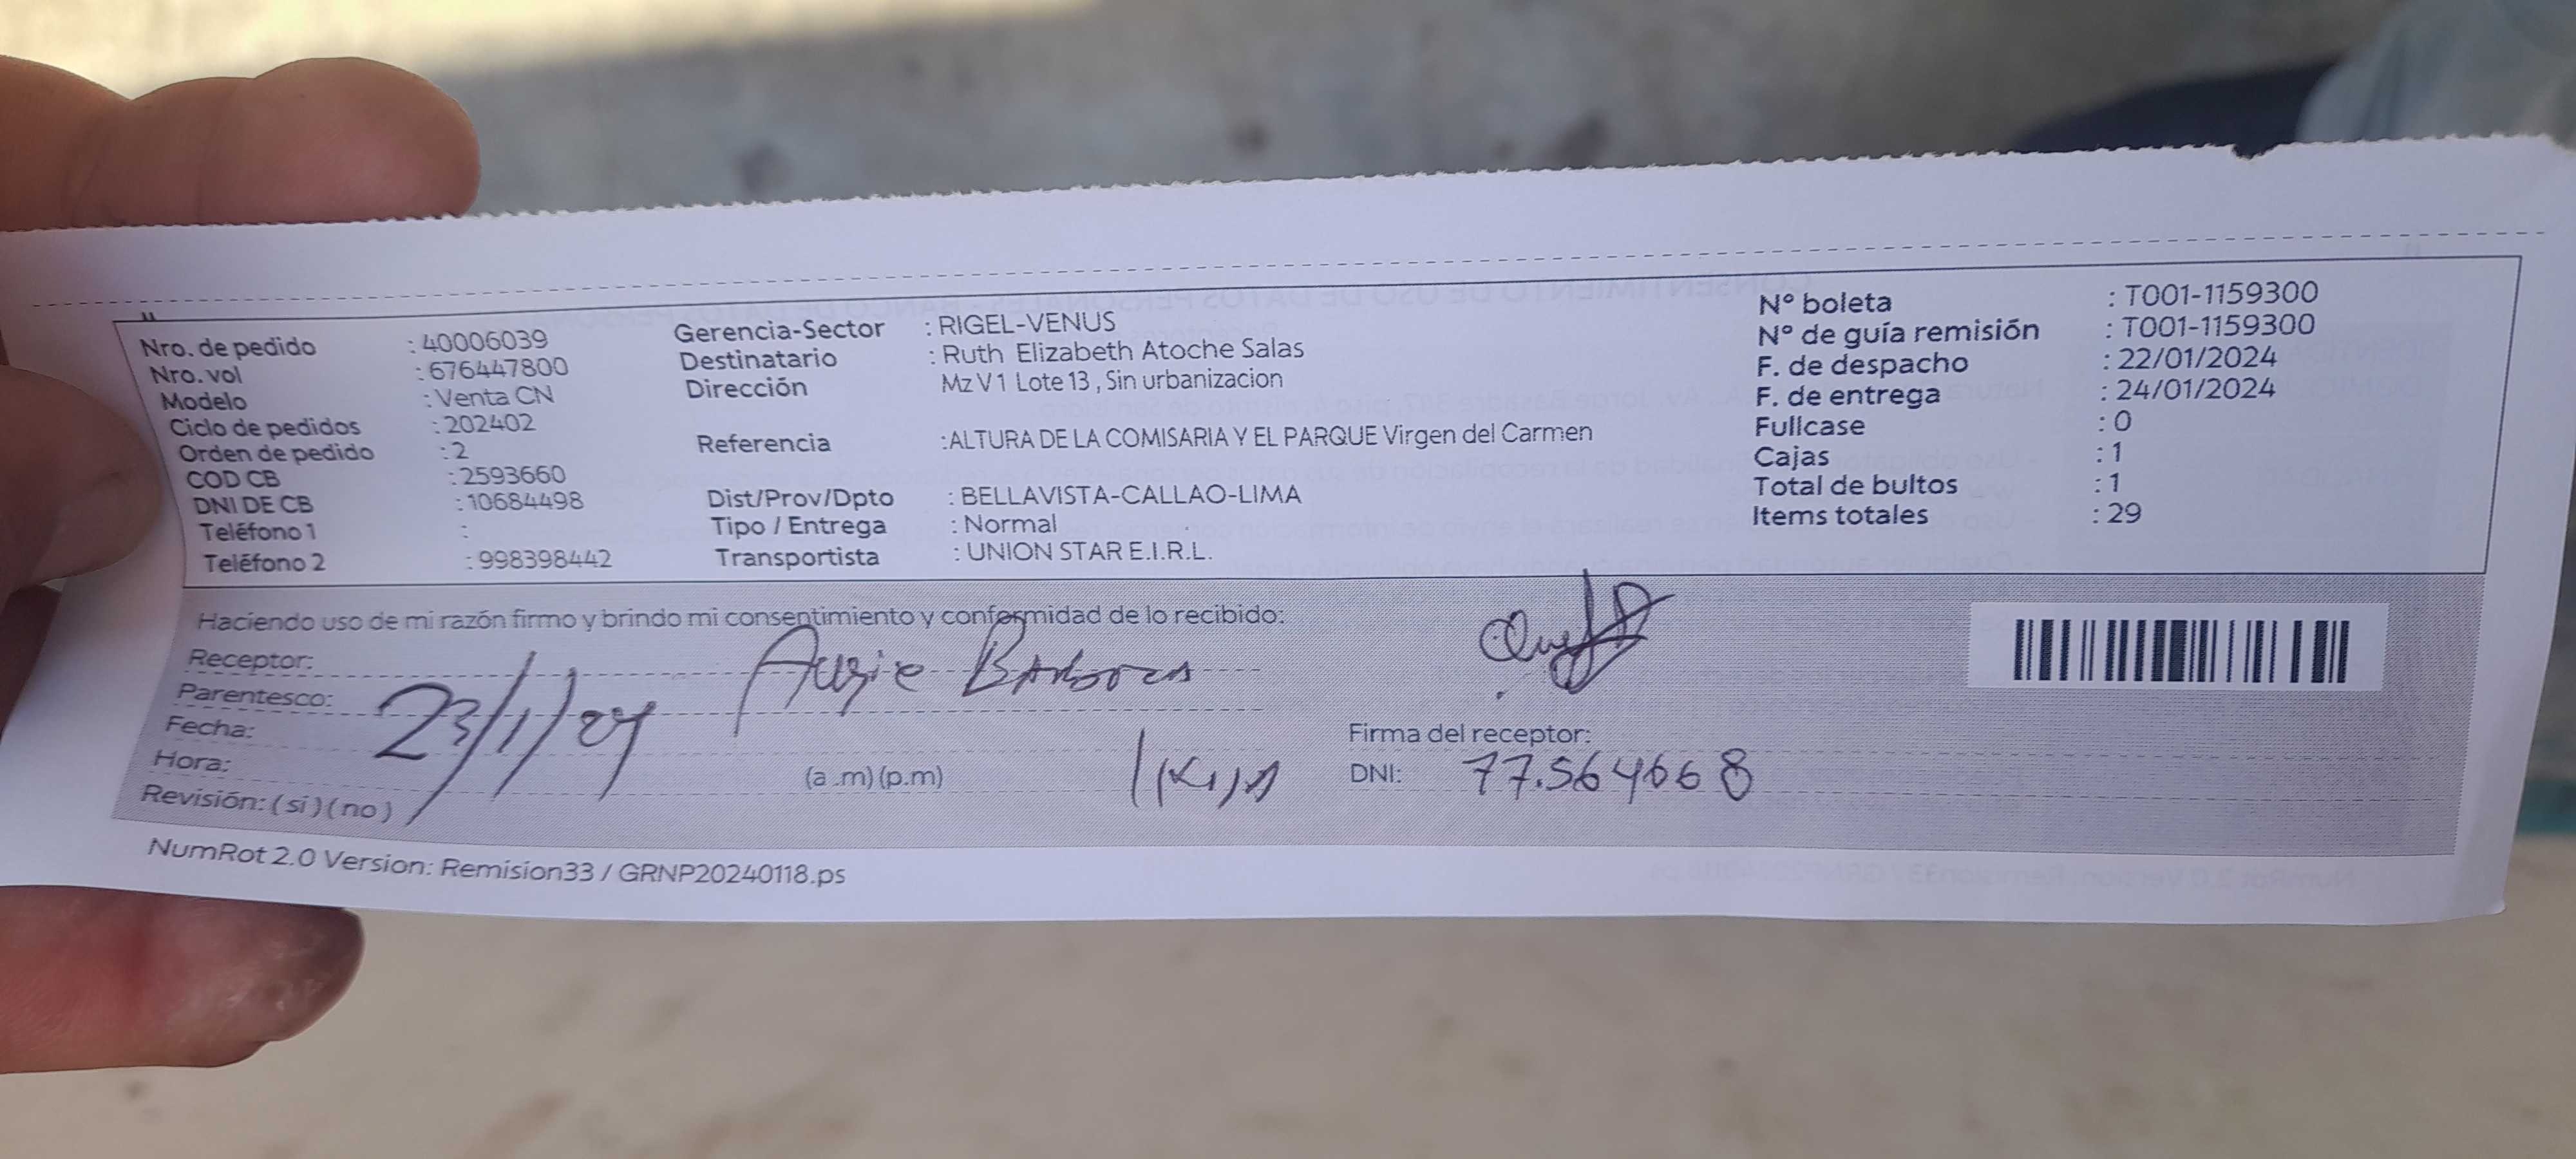 Nro. de pedido : 40006039
Nro. vol : 676447800
Modelo : Venta CN
Ciclo de pedidos : 202402
Orden de pedido : 2
COD CB : 2593660
DNI DE CB : 10684498
Teléfono 1 :
Teléfono 2 : 998398442
Gerencia-Sector : RIGEL-VENUS
Destinatario : Ruth Elizabeth Atoche Salas
Dirección Mz V 1 Lote 13 , Sin urbanizacion
Referencia :ALTURA DE LA COMISARIA Y EL PARQUE Virgen del Carmen
Dist/Prov/Dpto : BELLAVISTA-CALLAO-LIMA
Tipo / Entrega : Normal
Transportista : UNION STAR E.I.R.L.
N° boleta : T001-1159300
N° de guía remisión : T001-1159300
F. de despacho : 22/01/2024
F. de entrega : 24/01/2024
Fullcase : 0
Cajas : 1
Total de bultos : 1
Items totales : 29
Haciendo uso de mi razón firmo y brindo mi consentimiento y conformidad de lo recibido:
Receptor:
Parentesco:
Fecha: 23/1/24
Hora: (a .m) (p.m)
Revisión: ( si ) ( no )
Firma del receptor:
DNI: 77.564668
NumRot 2.0 Version: Remision33 / GRNP20240118.ps